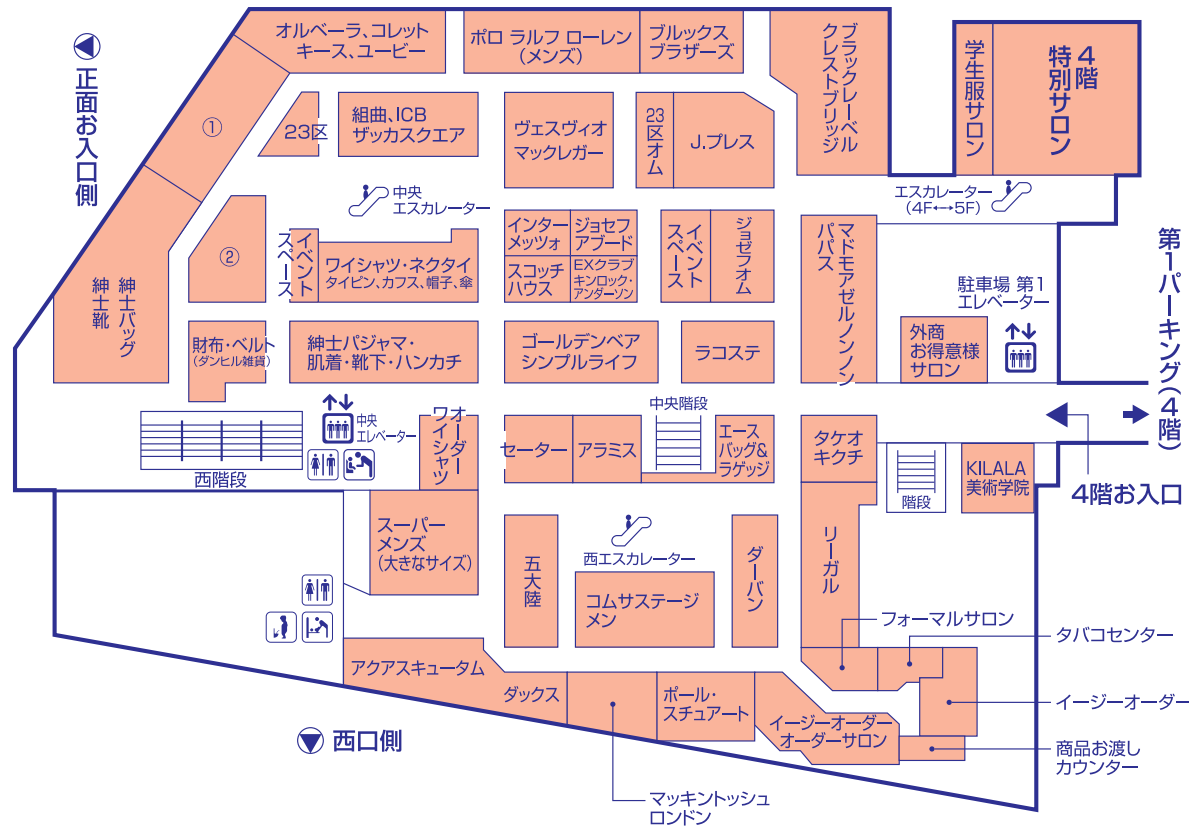 正面お入口側
オルベーラ、コレット
キース、ユービー
ポロ ラルフ ローレン
(メンズ)
ブルックス
ブラザーズ
ブラックレーベル
クレストブリッジ
学生服サロン
4階
特別サロン
①
23区
組曲、ICB
ザッカスクエア
ヴェスヴィオ
マックレガー
23
区オム
J.プレス
中央
エスカレーター
エスカレーター
(4F↔5F)
②
イベント
スペース
ワイシャツ・ネクタイ
タイピン、カフス、帽子、傘
インター
メッツォ
ジョセフ
アブード
スコッチ
ハウス
EXクラブ
キンロック・
アンダーソン
イベント
スペース
ジョゼフオム
マドモアゼルノンノン
パパス
駐車場 第1
エレベーター
第1パーキング(4階)
紳士バッグ
紳士靴
財布・ベルト
(ダンヒル雑貨)
紳士パジャマ・
肌着・靴下・ハンカチ
ゴールデンベア
シンプルライフ
ラコステ
外商
お得意様
サロン
中央
エレベーター
西階段
オーダー
ワイシャツ
セーター
アラミス
中央階段
エース
バッグ&
ラゲッジ
タケオ
キクチ
階段
KILALA
美術学院
4階お入口
スーパー
メンズ
(大きなサイズ)
五大陸
西エスカレーター
コムサステージ
メン
ダーバン
リーガル
フォーマルサロン
タバコセンター
イージーオーダー
商品お渡し
カウンター
アクアスキュータム
ダックス
ポール・
スチュアート
イージーオーダー
オーダーサロン
マッキントッシュ
ロンドン
西口側